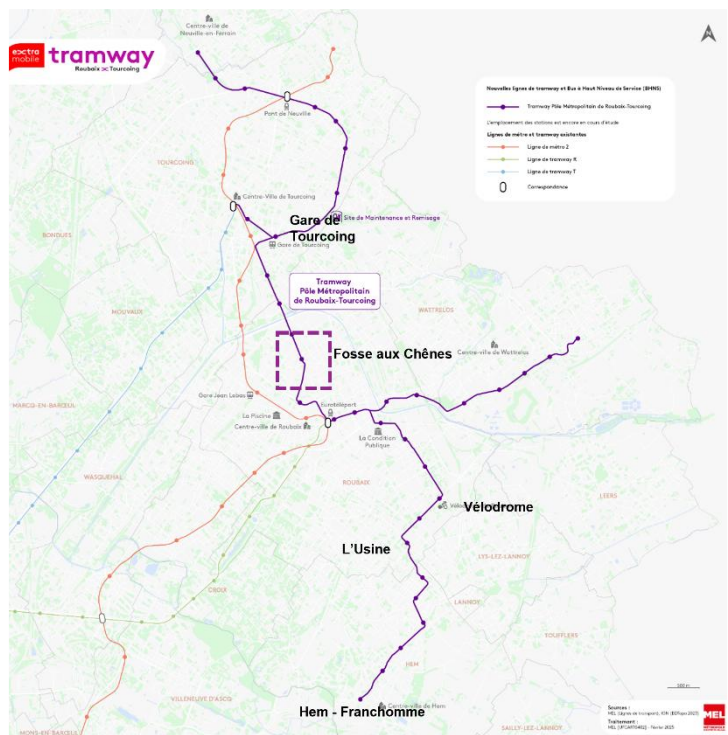 extra
mobile
tramway
Roubaix Tourcoing
Centre-ville de
Neuville-en-Ferrain
Nouvelles lignes de tramway et Bus à Haut Niveau de Service (BHNS)
Tramway Pôle Métropolitain de Roubaix-Tourcoing
L'emplacement des stations est encore en cours d'étude
Lignes de métro et tramway existantes
Ligne de métro 2
Ligne de tramway R
Ligne de tramway T
Correspondance
Pont de Neuville
TOURCOING
Centre-Ville de Tourcoing
Gare de
Tourcoing
Site de Maintenance et Remisage
Gare de Tourcoing
BONDUES
Tramway
Pôle Métropolitain
de Roubaix-Tourcoing
MOUVAUX
WATTRELOS
Fosse aux Chênes
Centre-ville de Wattrelos
Gare Jean Lebas
MARCQ-EN-BARŒUL
Eurotéléport
La Piscine
Centre-ville de Roubaix
La Condition
Publique
WASQUEHAL
ROUBAIX
LEERS
Vélodrome
L'Usine
LYS-LEZ-LANNOY
CROIX
LANNOY
TOUFFLERS
HEM
VILLENEUVE D'ASCQ
Centre-ville de Hem
Hem - Franchomme
500 m
Sources :
Traitement :
MEL
MONS-EN-BARŒUL
SAILLY-LEZ-LANNOY